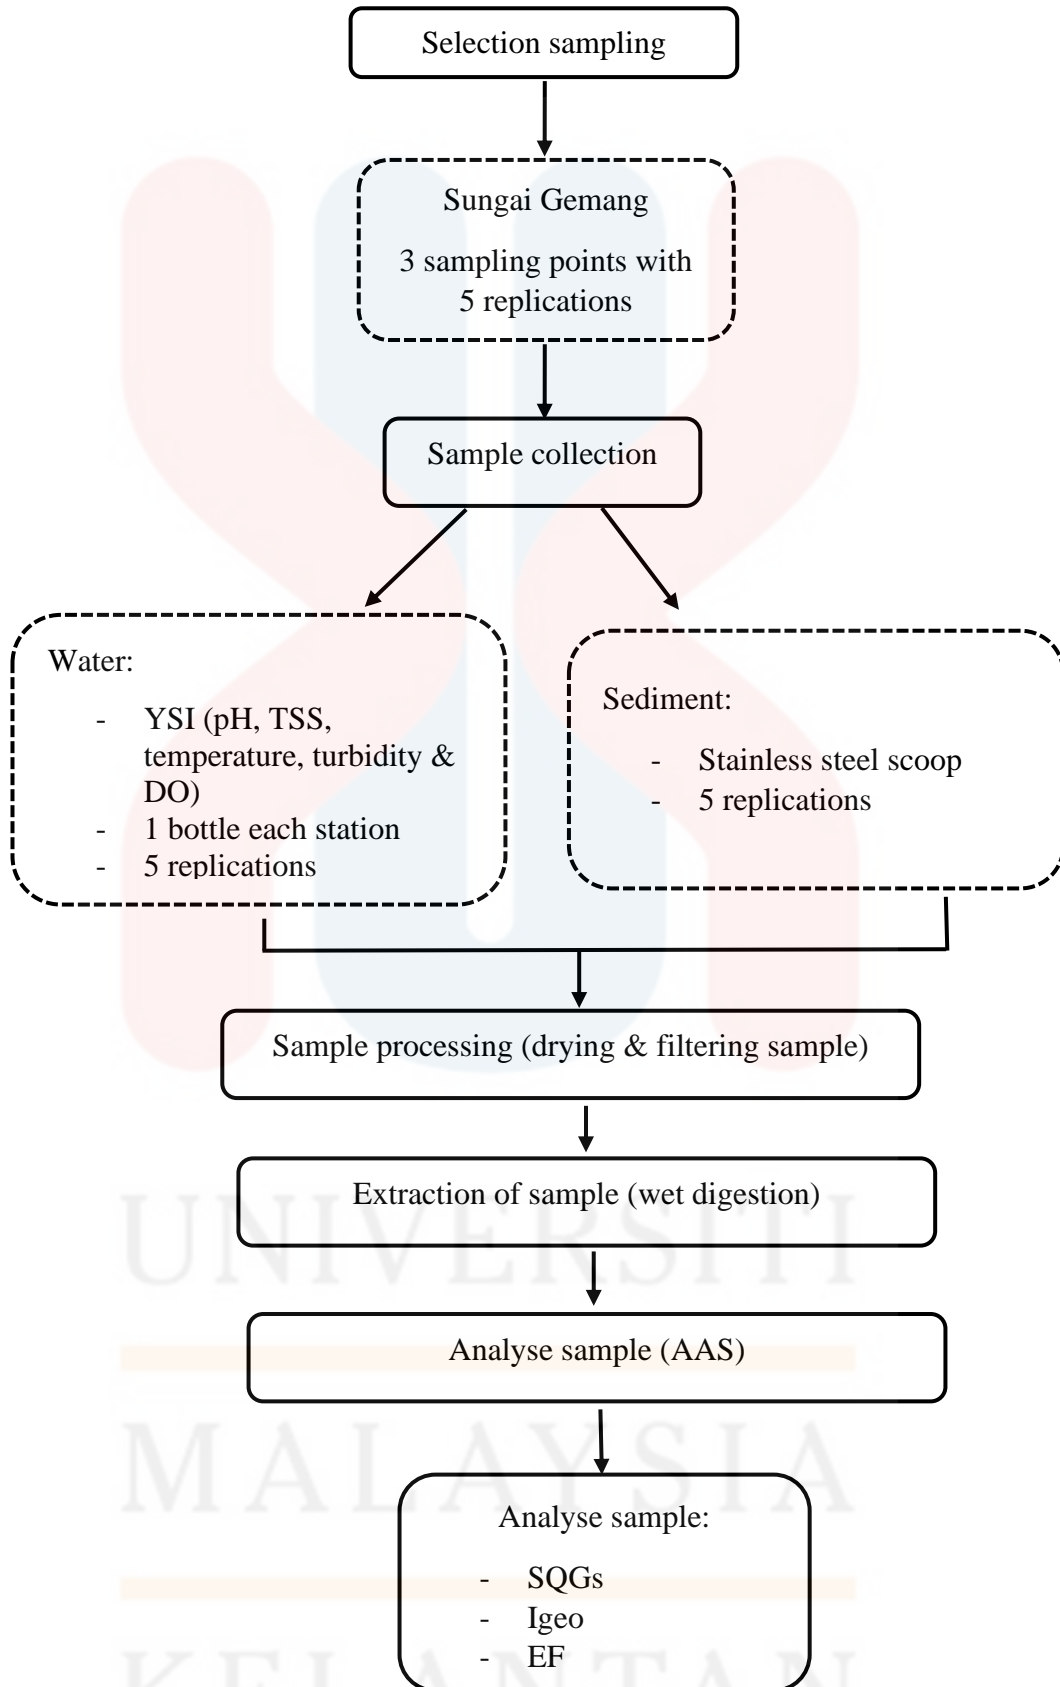 Selection sampling
Sungai Gemang
3 sampling points with
5 replications
Sample collection
Water:
- YSI (pH, TSS,
temperature, turbidity &
DO)
- 1 bottle each station
- 5 replications
Sediment:
- Stainless steel scoop
- 5 replications
Sample processing (drying & filtering sample)
Extraction of sample (wet digestion)
UNIVERSITI
Analyse sample (AAS)
MALAYSIA
Analyse sample:
- SQGs
- Igeo
- EF
KELANTAN